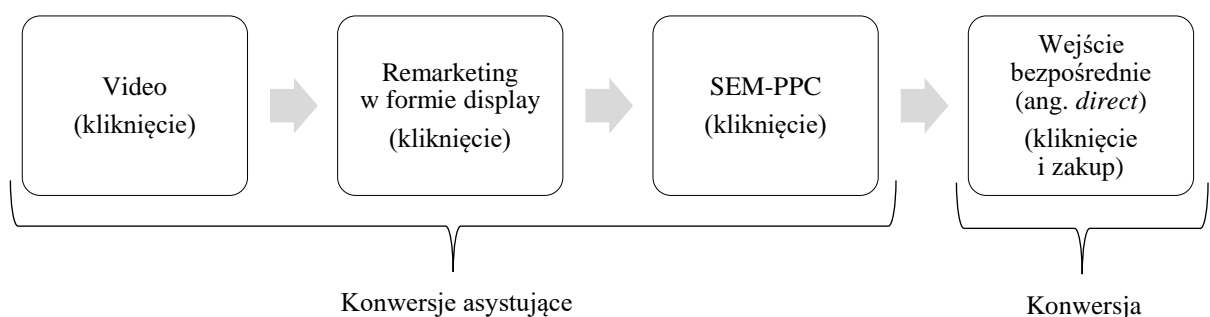 Video
(kliknięcie)
Remarketing
w formie display
(kliknięcie)
SEM-PPC
(kliknięcie)
Wejście
bezpośrednie
(ang. direct)
(kliknięcie
i zakup)
Konwersje asystujące
Konwersja